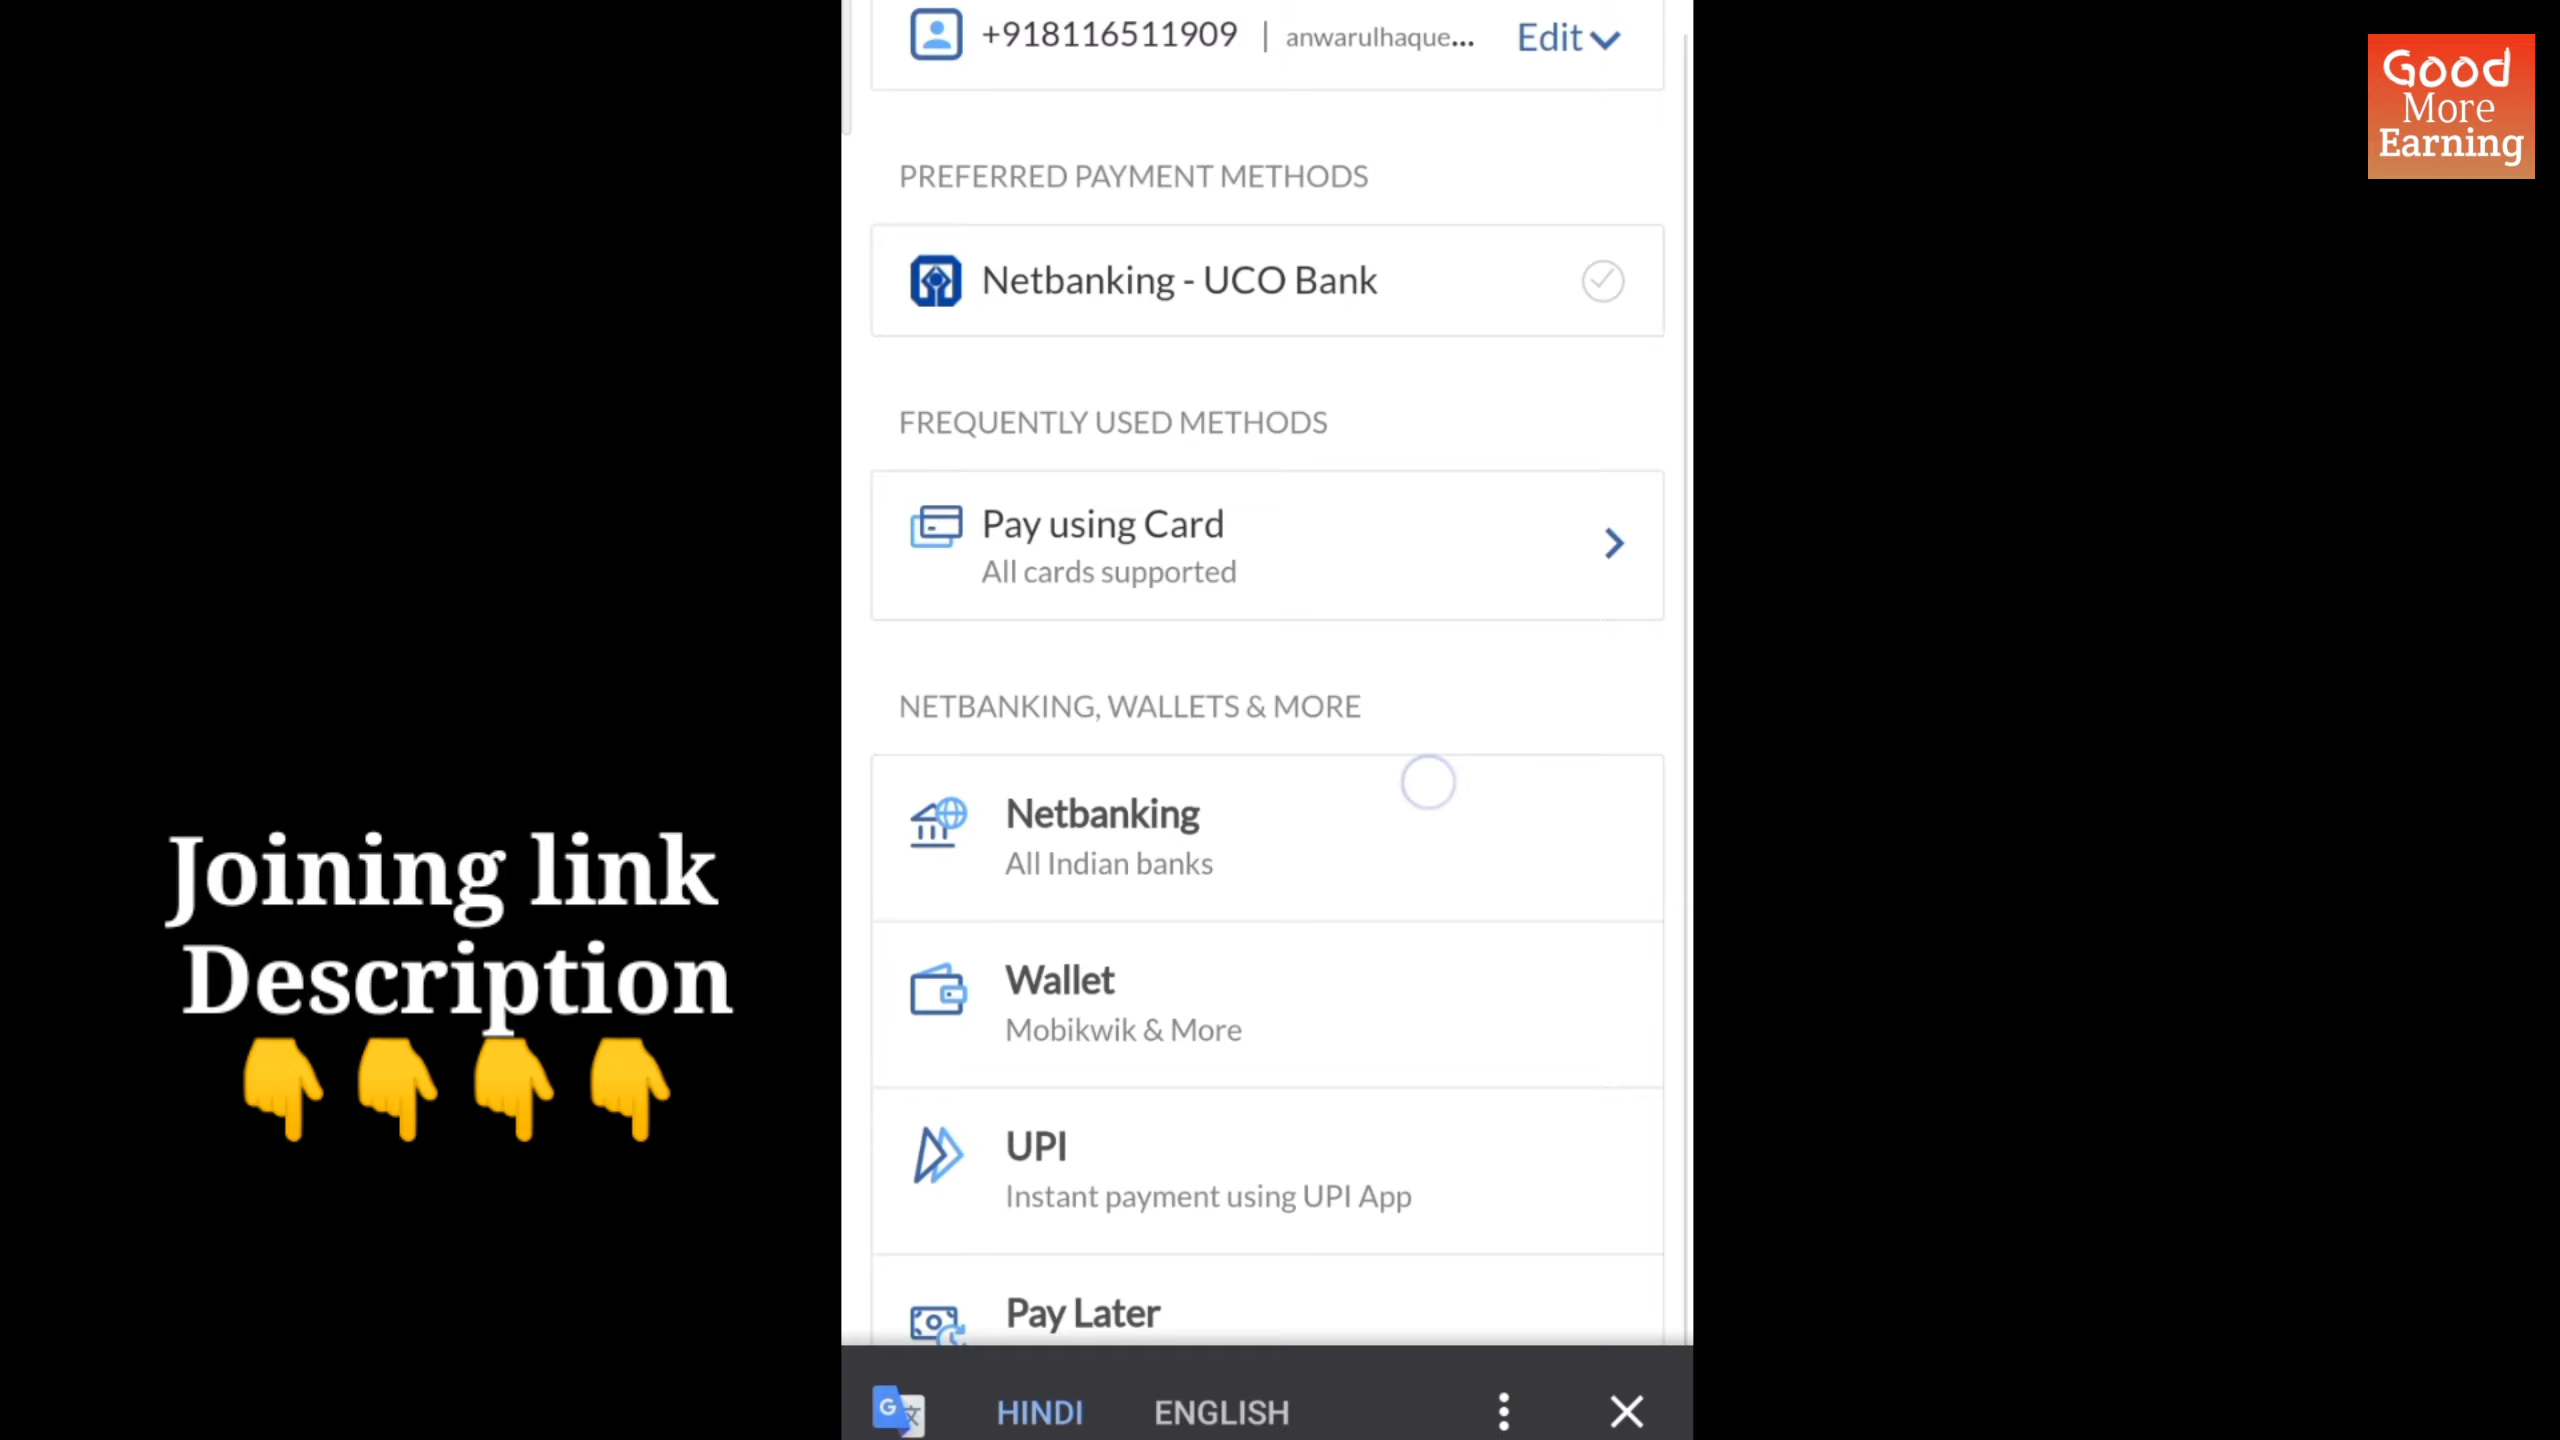 +918116511909 | anwarulhaque... Edit
Good
More
Earning
PREFERRED PAYMENT METHODS
Netbanking - UCO Bank
FREQUENTLY USED METHODS
Pay using Card
All cards supported
NETBANKING, WALLETS & MORE
Netbanking
All Indian banks
Wallet
Mobikwik & More
UPI
Instant payment using UPI App
Pay Later
Joining link
Description
👇👇👇👇
G 文 HINDI ENGLISH